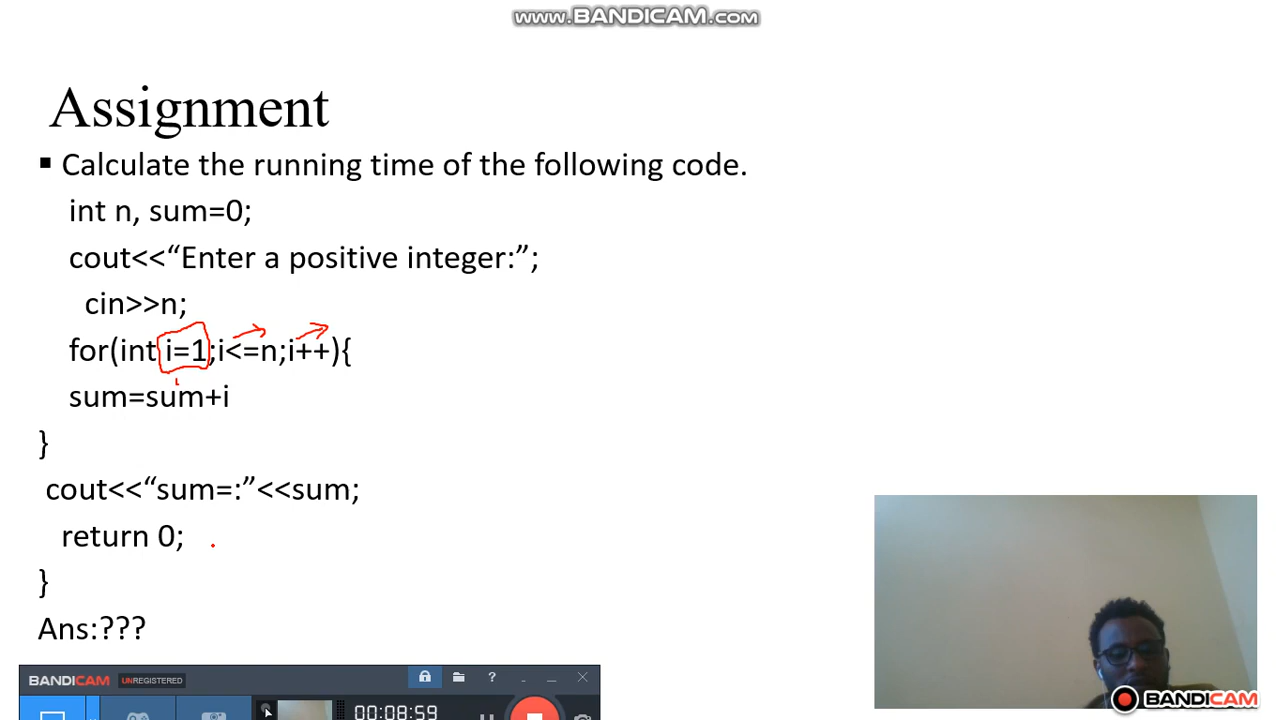 www.BANDICAM.com
Assignment
▪ Calculate the running time of the following code.
int n, sum=0;
cout<<“Enter a positive integer:”;
cin>>n;
for(int i=1;i<=n;i++){
sum=sum+i
}
cout<<“sum=:”<<sum;
return 0;
}
Ans:???
BANDICAM UNREGISTERED
?
00:08:59
BANDICAM